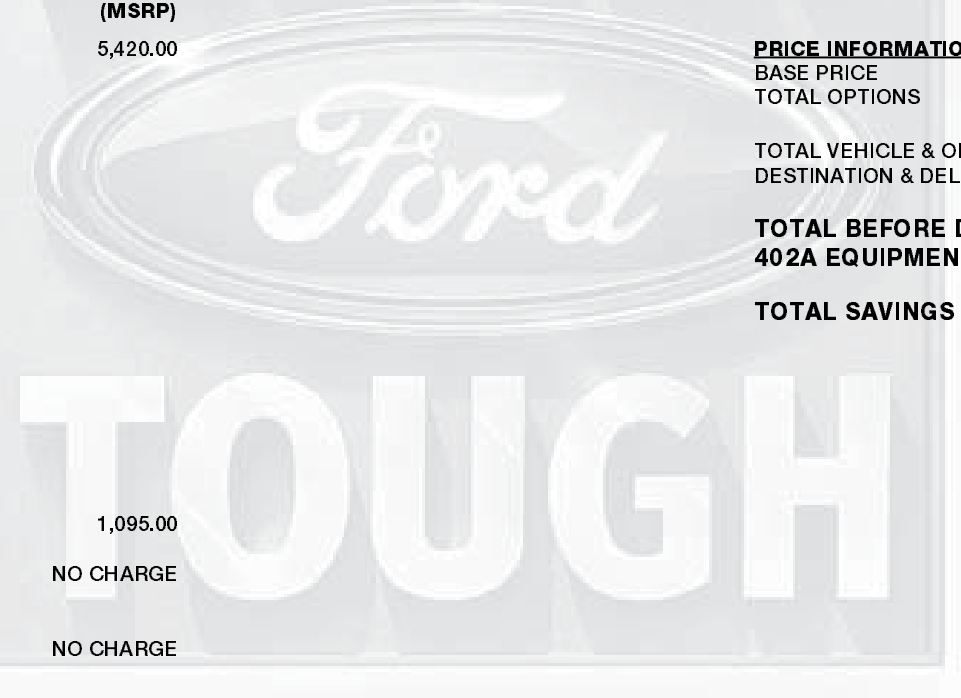 (MSRP)
5,420.00
1,095.00
NO CHARGE
NO CHARGE
PRICE INFORMATIO
BASE PRICE
TOTAL OPTIONS
TOTAL VEHICLE &
DESTINATION & DEL
TOTAL BEFORE
402A EQUIPMEN
TOTAL SAVINGS
Ford
TOUGH